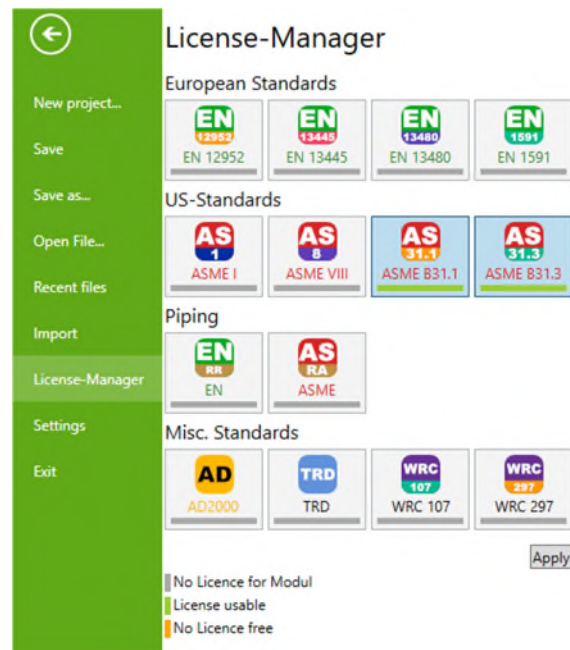 License-Manager
New project...
Save
Save as...
Open File...
Recent files
Import
License-Manager
Settings
Exit
European Standards
EN 12952 EN 13445 EN 13480 EN 1591
EN 12952 EN 13445 EN 13480 EN 1591
US-Standards
AS 1 AS 8 AS 31.1 AS 31.3
ASME I ASME VIII ASME B31.1 ASME B31.3
Piping
EN RR AS RA
EN ASME
Misc. Standards
AD TRD WRC 107 WRC 297
AD2000 TRD WRC 107 WRC 297
Apply
No Licence for Modul
License usable
No Licence free